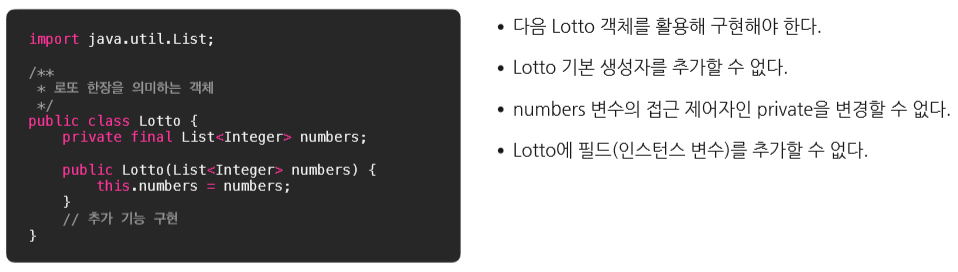 import java.util.List;
/**
 * 로또 한장을 의미하는 객체
 */
public class Lotto {
    private final List<Integer> numbers;
    public Lotto(List<Integer> numbers) {
        this.numbers = numbers;
    }
    // 추가 기능 구현
}
• 다음 Lotto 객체를 활용해 구현해야 한다.
• Lotto 기본 생성자를 추가할 수 없다.
• numbers 변수의 접근 제어자인 private을 변경할 수 없다.
• Lotto에 필드(인스턴스 변수)를 추가할 수 없다.